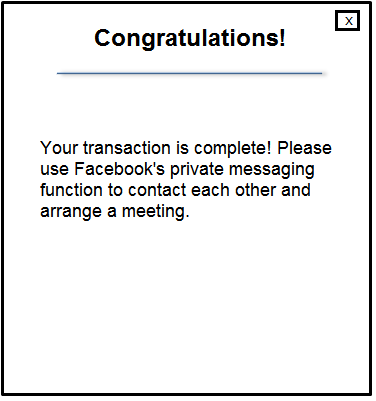 X
Congratulations!
Your transaction is complete! Please
use Facebook's private messaging
function to contact each other and
arrange a meeting.